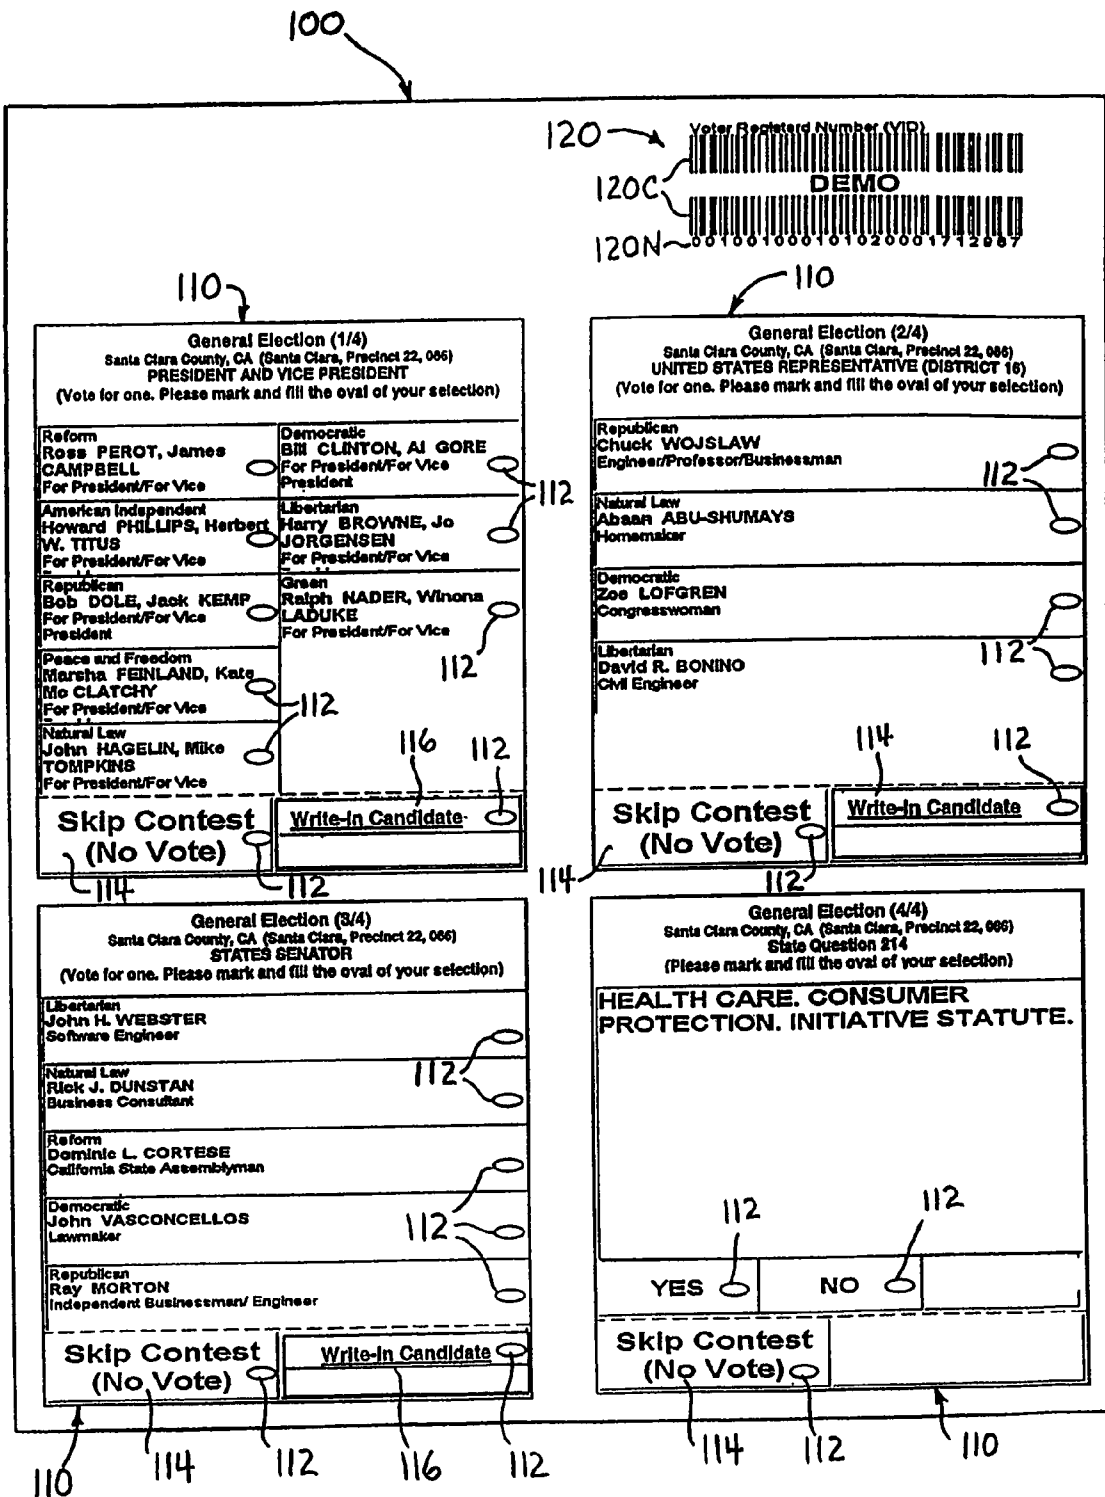 100
120
Voter Registerd Number (VID)
120C
DEMO
120N
0010010001010200017129 87
110
110
General Election (1/4)
Santa Clara County, CA (Santa Clara, Precinct 22, 066)
PRESIDENT AND VICE PRESIDENT
(Vote for one. Please mark and fill the oval of your selection)
Reform
Ross PEROT, James
CAMPBELL
For President/For Vice
American Independent
Howard PHILLIPS, Herbert
W. TITUS
For President/For Vice
Republican
Bob DOLE, Jack KEMP
For President/For Vice
President
Peace and Freedom
Marsha FEINLAND, Kate
Mc CLATCHY
For President/For Vice
112
Natural Law
John HAGELIN, Mike
TOMPKINS
For President/For Vice
Democratic
Bill CLINTON, Al GORE
For President/For Vice
President
112
Libertarian
Harry BROWNE, Jo
JORGENSEN
For President/For Vice
Green
Ralph NADER, Winona
LADUKE
For President/For Vice
112
116
112
Skip Contest
(No Vote)
Write-In Candidate
114
112
General Election (2/4)
Santa Clara County, CA (Santa Clara, Precinct 22, 066)
UNITED STATES REPRESENTATIVE (DISTRICT 16)
(Vote for one. Please mark and fill the oval of your selection)
Republican
Chuck WOJSLAW
Engineer/Professor/Businessman
112
Natural Law
Abaan ABU-SHUMAYS
Homemaker
Democratic
Zoe LOFGREN
Congresswoman
112
Libertarian
David R. BONINO
Civil Engineer
114
112
Skip Contest
(No Vote)
Write-In Candidate
114
112
General Election (3/4)
Santa Clara County, CA (Santa Clara, Precinct 22, 066)
STATES SENATOR
(Vote for one. Please mark and fill the oval of your selection)
Libertarian
John H. WEBSTER
Software Engineer
112
Natural Law
Rick J. DUNSTAN
Business Consultant
Reform
Dominic L. CORTESE
California State Assemblyman
Democratic
John VASCONCELLOS
Lawmaker
112
Republican
Ray MORTON
Independent Businessman/ Engineer
Skip Contest
(No Vote)
Write-In Candidate
110
114
112
116
112
General Election (4/4)
Santa Clara County, CA (Santa Clara, Precinct 22, 066)
State Question 214
(Please mark and fill the oval of your selection)
HEALTH CARE. CONSUMER
PROTECTION. INITIATIVE STATUTE.
112
112
YES
NO
Skip Contest
(No Vote)
114
112
110